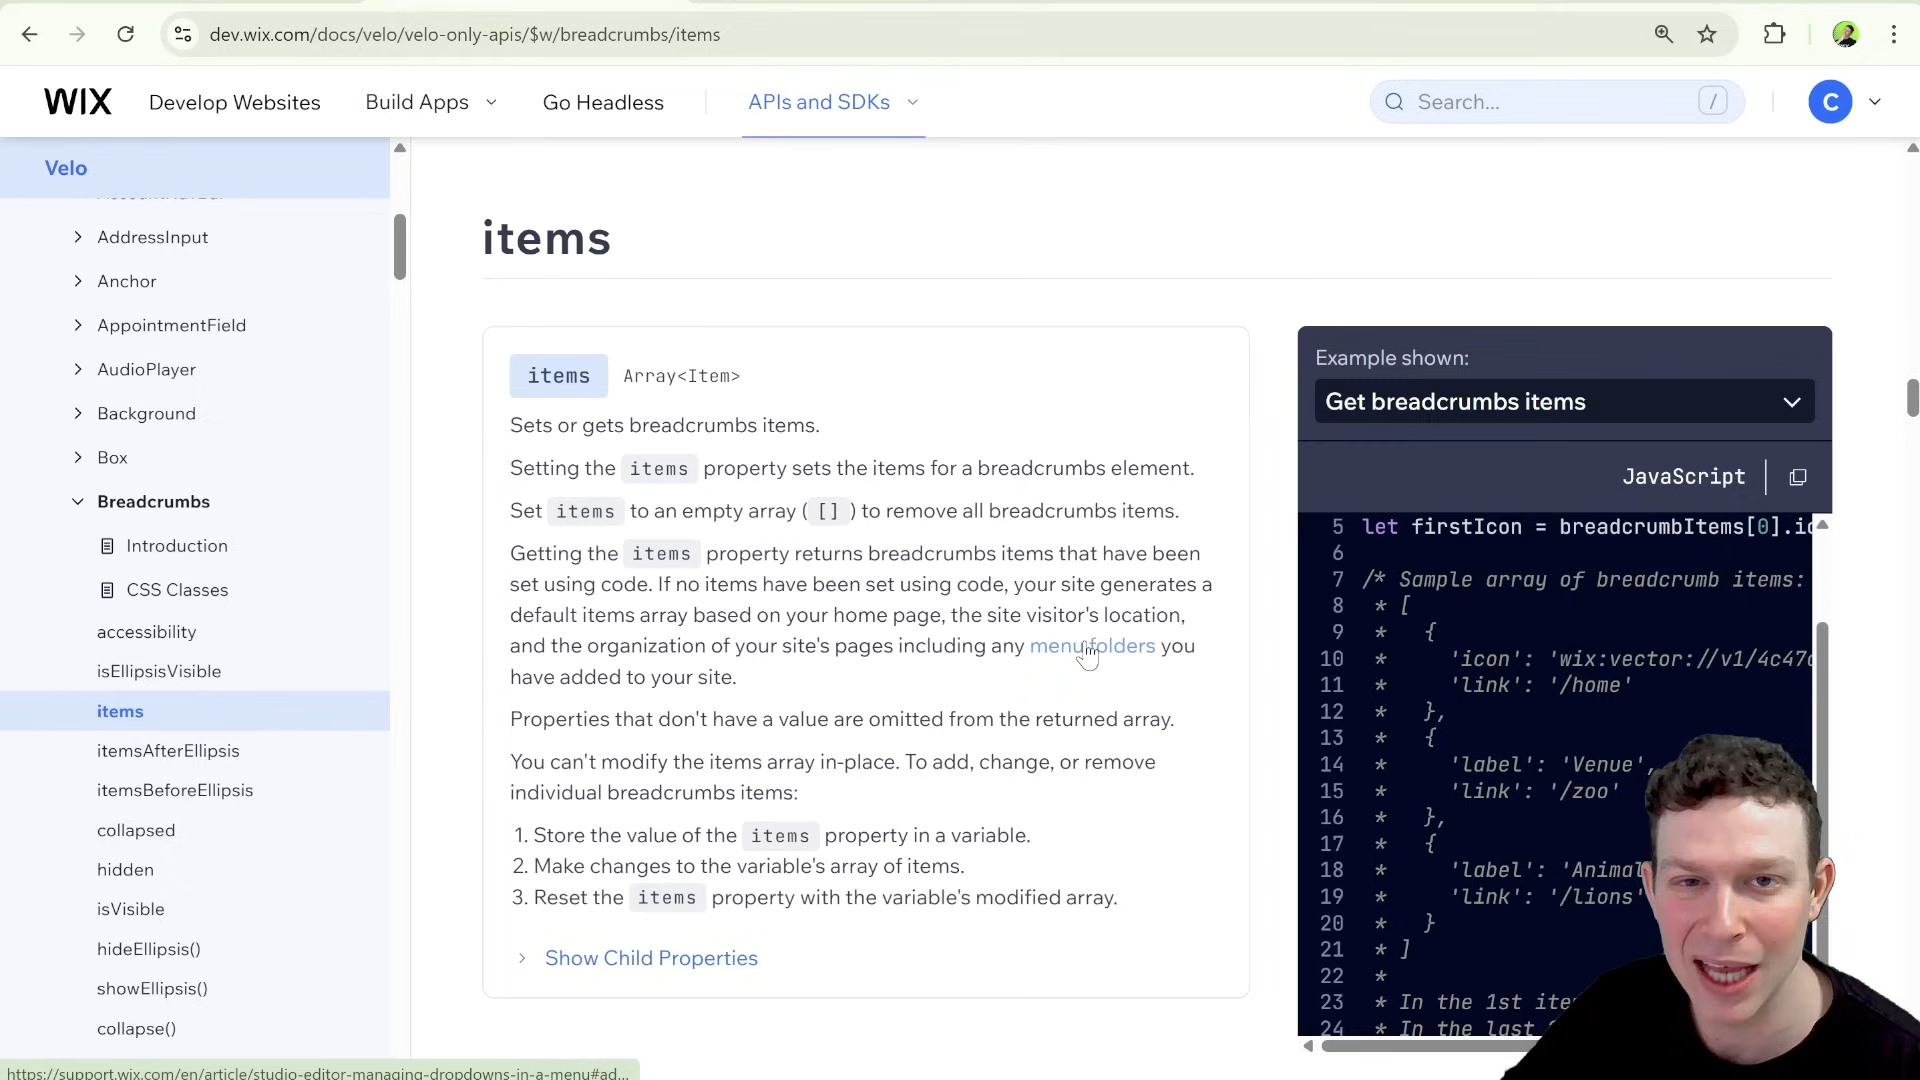 dev.wix.com/docs/velo/velo-only-apis/$w/breadcrumbs/items
WIX
Develop Websites
Build Apps
Go Headless
APIs and SDKs
Search...
/
C
Velo
AddressInput
Anchor
AppointmentField
AudioPlayer
Background
Box
Breadcrumbs
Introduction
CSS Classes
accessibility
isEllipsisVisible
items
itemsAfterEllipsis
itemsBeforeEllipsis
collapsed
hidden
isVisible
hideEllipsis()
showEllipsis()
collapse()
items
items Array<Item>
Sets or gets breadcrumbs items.
Setting the items property sets the items for a breadcrumbs element.
Set items to an empty array ( [] ) to remove all breadcrumbs items.
Getting the items property returns breadcrumbs items that have been
set using code. If no items have been set using code, your site generates a
default items array based on your home page, the site visitor's location,
and the organization of your site's pages including any menu folders you
have added to your site.
Properties that don't have a value are omitted from the returned array.
You can't modify the items array in-place. To add, change, or remove
individual breadcrumbs items:
1. Store the value of the items property in a variable.
2. Make changes to the variable's array of items.
3. Reset the items property with the variable's modified array.
Show Child Properties
Example shown:
Get breadcrumbs items
JavaScript
5 let firstIcon = breadcrumbItems[0].ic
6
7 /* Sample array of breadcrumb items:
8 * [
9 * {
10 * 'icon': 'wix:vector://v1/4c47c
11 * 'link': '/home'
12 * },
13 * {
14 * 'label': 'Venue',
15 * 'link': '/zoo'
16 * },
17 * {
18 * 'label': 'Animal
19 * 'link': '/lions'
20 * }
21 * ]
22 *
23 * In the 1st ite
24 * In the last
https://support.wix.com/en/article/studio-editor-managing-dropdowns-in-a-menu#ad...